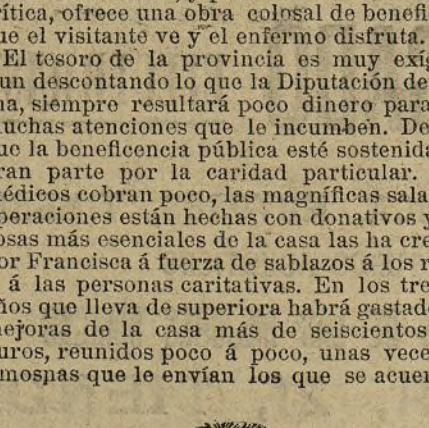 rítica, ofrece una obra colosal de benefi
ue el visitante ve y el enfermo disfruta.
El tesoro de la provincia es muy exig
un descontando lo que la Diputación de
na, siempre resultará poco dinero para
uchas atenciones que le incumben. De
ue la beneficencia pública esté sostenida
ran parte por la caridad particular.
édicos cobran poco, las magníficas sala
peraciones están hechas con donativos y
osas más esenciales de la casa las ha cre
or Francisca á fuerza de sablazos á los r
á las personas caritativas. En los tre
ños que lleva de superiora habrá gastado
nejoras de la casa más de seiscientos
uros, reunidos poco á poco, unas vece
mospas que le envían los que se acuer